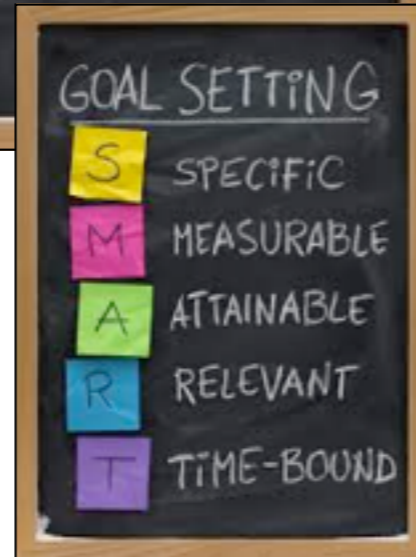 GOAL SETTING
S SPECIFIC
M MEASURABLE
A ATTAINABLE
R RELEVANT
T TIME-BOUND